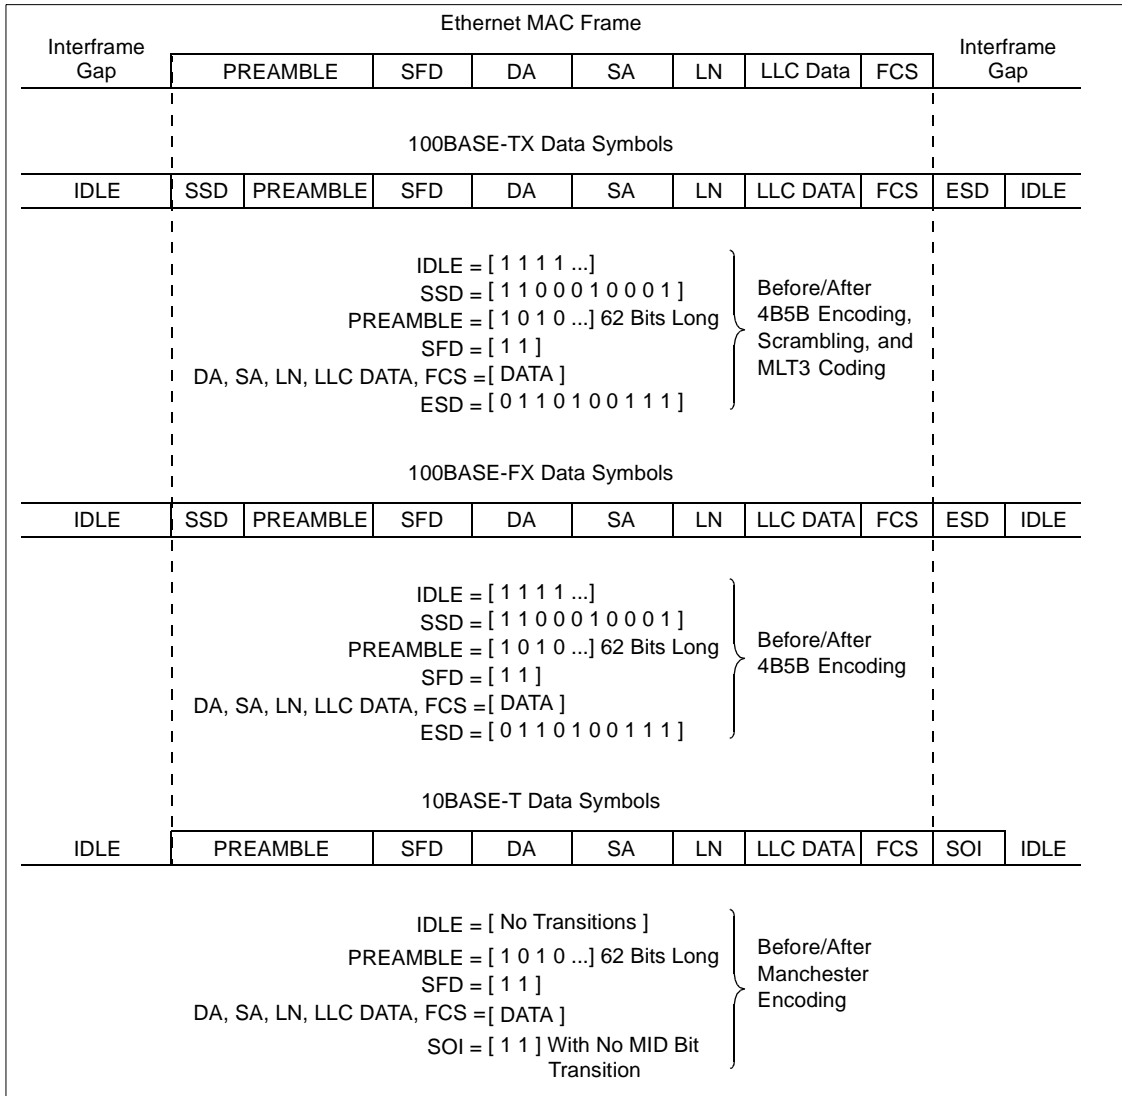 Ethernet MAC Frame
Interframe Gap
PREAMBLE SFD DA SA LN LLC Data FCS
Interframe Gap
100BASE-TX Data Symbols
IDLE SSD PREAMBLE SFD DA SA LN LLC DATA FCS ESD IDLE
IDLE = [ 1 1 1 1 ...]
SSD = [ 1 1 0 0 0 1 0 0 0 1 ]
PREAMBLE = [ 1 0 1 0 ...] 62 Bits Long
SFD = [ 1 1 ]
DA, SA, LN, LLC DATA, FCS = [ DATA ]
ESD = [ 0 1 1 0 1 0 0 1 1 1 ]
Before/After
4B5B Encoding,
Scrambling, and
MLT3 Coding
100BASE-FX Data Symbols
IDLE SSD PREAMBLE SFD DA SA LN LLC DATA FCS ESD IDLE
IDLE = [ 1 1 1 1 ...]
SSD = [ 1 1 0 0 0 1 0 0 0 1 ]
PREAMBLE = [ 1 0 1 0 ...] 62 Bits Long
SFD = [ 1 1 ]
DA, SA, LN, LLC DATA, FCS = [ DATA ]
ESD = [ 0 1 1 0 1 0 0 1 1 1 ]
Before/After
4B5B Encoding
10BASE-T Data Symbols
IDLE PREAMBLE SFD DA SA LN LLC DATA FCS SOI IDLE
IDLE = [ No Transitions ]
PREAMBLE = [ 1 0 1 0 ...] 62 Bits Long
SFD = [ 1 1 ]
DA, SA, LN, LLC DATA, FCS = [ DATA ]
SOI = [ 1 1 ] With No MID Bit
Transition
Before/After
Manchester
Encoding